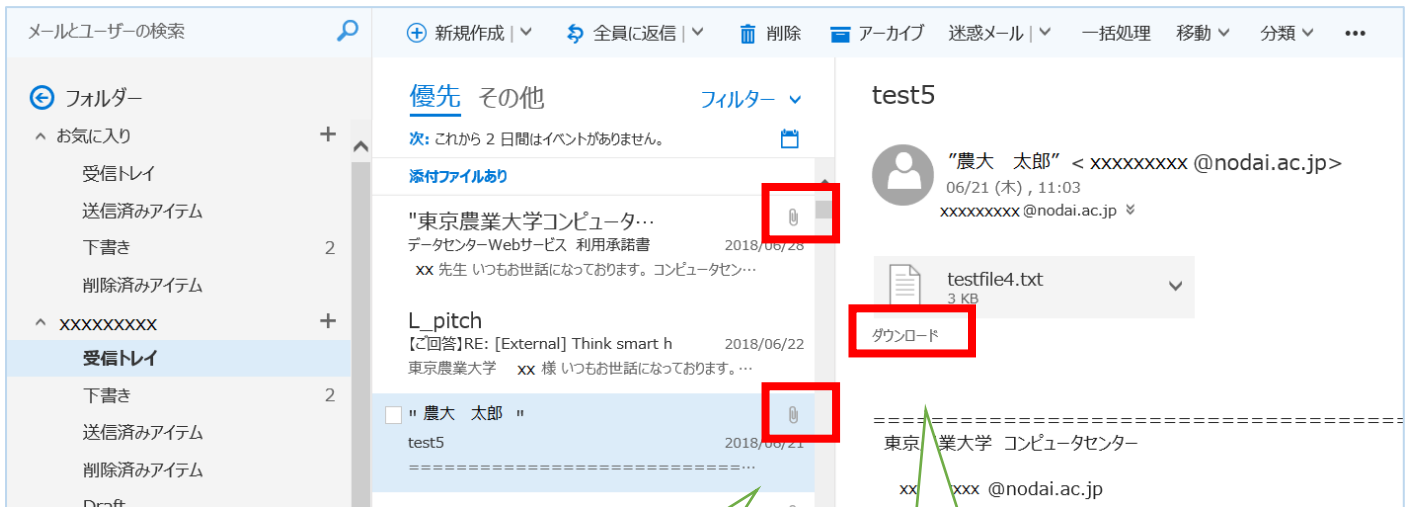 メールとユーザーの検索
新規作成 | 全員に返信 | 削除 アーカイブ 迷惑メール | 一括処理 移動 分類 •••
フォルダー
お気に入り
受信トレイ
送信済みアイテム
下書き 2
削除済みアイテム
xxxxxxxxx
受信トレイ
下書き 2
送信済みアイテム
削除済みアイテム
Draft
優先 その他 フィルター
次: これから 2 日間はイベントがありません。
添付ファイルあり
"東京農業大学コンピュータ…
データセンターWebサービス 利用承諾書 2018/06/28
xx 先生 いつもお世話になっております。コンピュータセン…
L_pitch
【ご回答】RE: [External] Think smart h 2018/06/22
東京農業大学 xx 様 いつもお世話になっております。…
" 農大 太郎 "
test5 2018/06/21
============================…
test5
"農大 太郎" < xxxxxxxxx @nodai.ac.jp>
06/21 (木) , 11:03
xxxxxxxxx @nodai.ac.jp
testfile4.txt
3 KB
ダウンロード
======================================
東京 業大学 コンピュータセンター
xx xxx @nodai.ac.jp